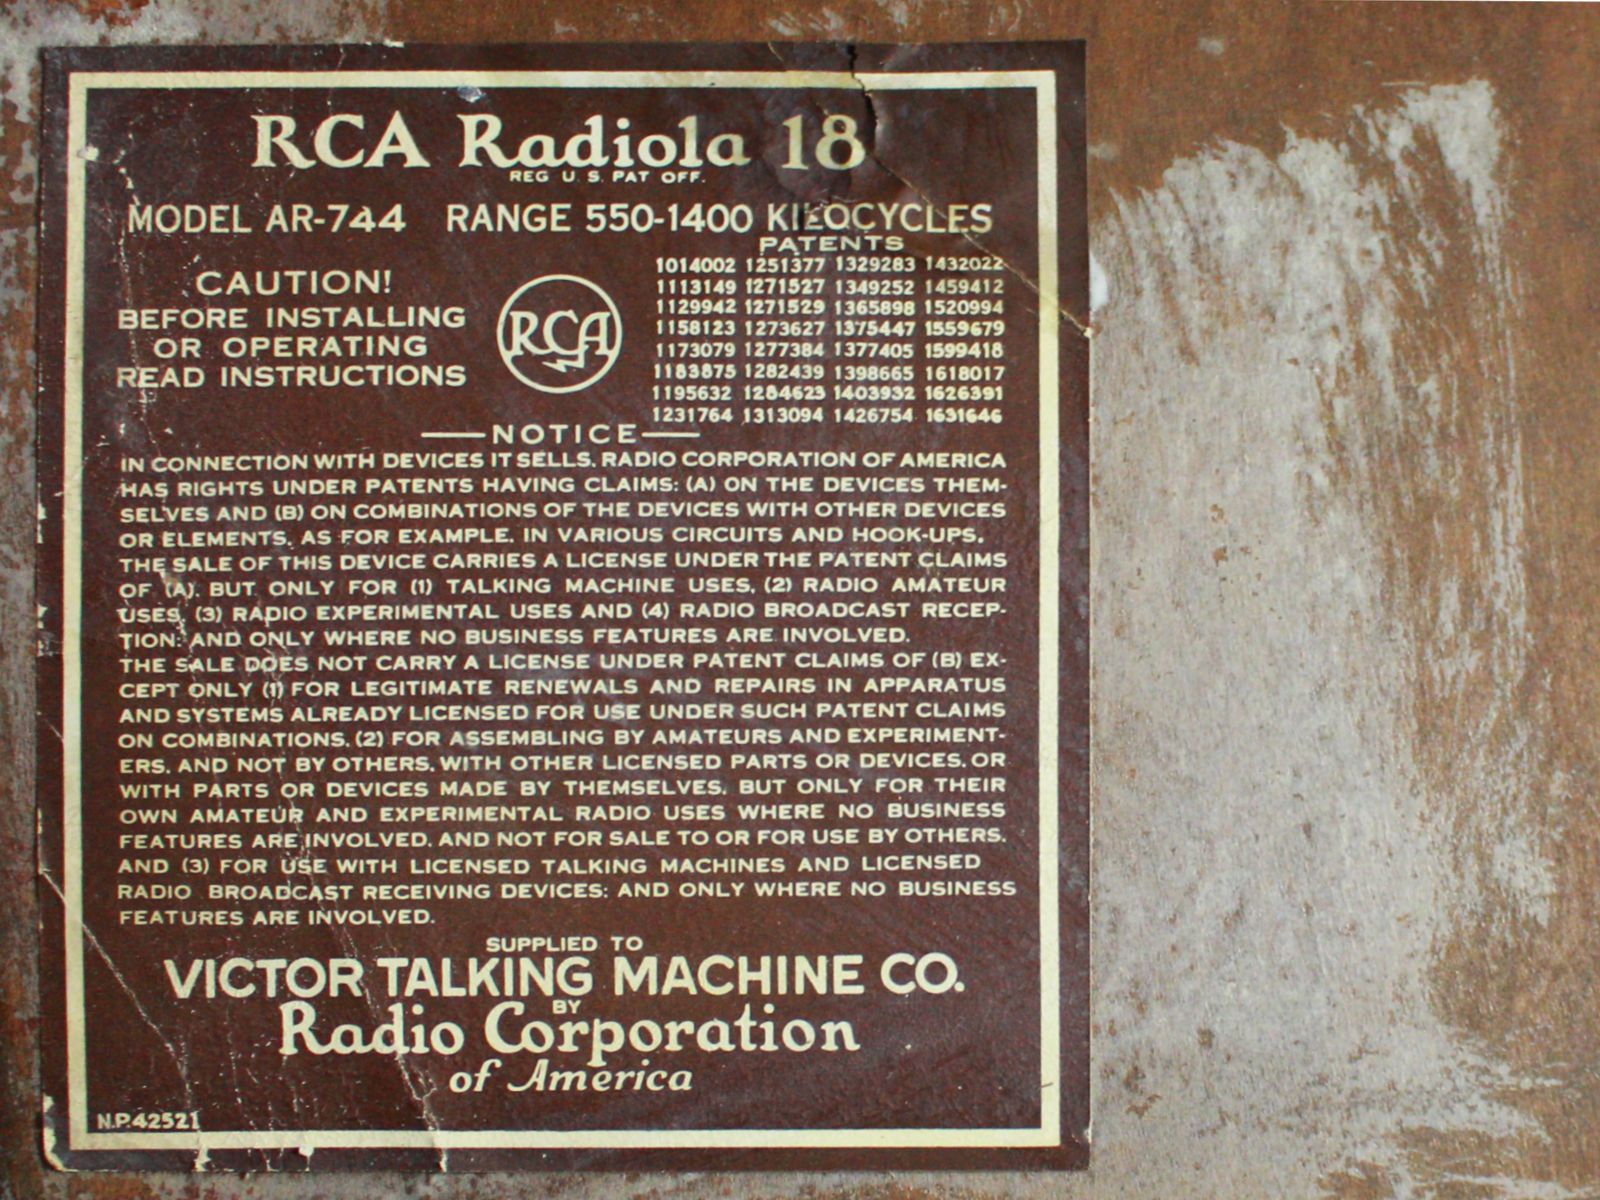 RCA Radiola 18
REG U.S. PAT OFF.
MODEL AR-744 RANGE 550-1400 KILOCYCLES
CAUTION!
BEFORE INSTALLING
OR OPERATING
READ INSTRUCTIONS
RCA
PATENTS
1014002 1251377 1329283 1432022
1113149 1271527 1349252 1459412
1129942 1271529 1365898 1520994
1158123 1273627 1375447 1559679
1173079 1277384 1377405 1599418
1183875 1282439 1398665 1618017
1195632 1284623 1403932 1626391
1231764 1313094 1426754 1631646
NOTICE
IN CONNECTION WITH DEVICES IT SELLS, RADIO CORPORATION OF AMERICA
HAS RIGHTS UNDER PATENTS HAVING CLAIMS: (A) ON THE DEVICES THEM-
SELVES AND (B) ON COMBINATIONS OF THE DEVICES WITH OTHER DEVICES
OR ELEMENTS, AS FOR EXAMPLE, IN VARIOUS CIRCUITS AND HOOK-UPS.
THE SALE OF THIS DEVICE CARRIES A LICENSE UNDER THE PATENT CLAIMS
OF (A), BUT ONLY FOR (1) TALKING MACHINE USES, (2) RADIO AMATEUR
USES, (3) RADIO EXPERIMENTAL USES AND (4) RADIO BROADCAST RECEP-
TION: AND ONLY WHERE NO BUSINESS FEATURES ARE INVOLVED.
THE SALE DOES NOT CARRY A LICENSE UNDER PATENT CLAIMS OF (B) EX-
CEPT ONLY (1) FOR LEGITIMATE RENEWALS AND REPAIRS IN APPARATUS
AND SYSTEMS ALREADY LICENSED FOR USE UNDER SUCH PATENT CLAIMS
ON COMBINATIONS, (2) FOR ASSEMBLING BY AMATEURS AND EXPERIMENT-
ERS, AND NOT BY OTHERS, WITH OTHER LICENSED PARTS OR DEVICES, OR
WITH PARTS OR DEVICES MADE BY THEMSELVES, BUT ONLY FOR THEIR
OWN AMATEUR AND EXPERIMENTAL RADIO USES WHERE NO BUSINESS
FEATURES ARE INVOLVED, AND NOT FOR SALE TO OR FOR USE BY OTHERS,
AND (3) FOR USE WITH LICENSED TALKING MACHINES AND LICENSED
RADIO BROADCAST RECEIVING DEVICES: AND ONLY WHERE NO BUSINESS
FEATURES ARE INVOLVED.
SUPPLIED TO
VICTOR TALKING MACHINE CO.
BY
Radio Corporation
of America
N.P.42521